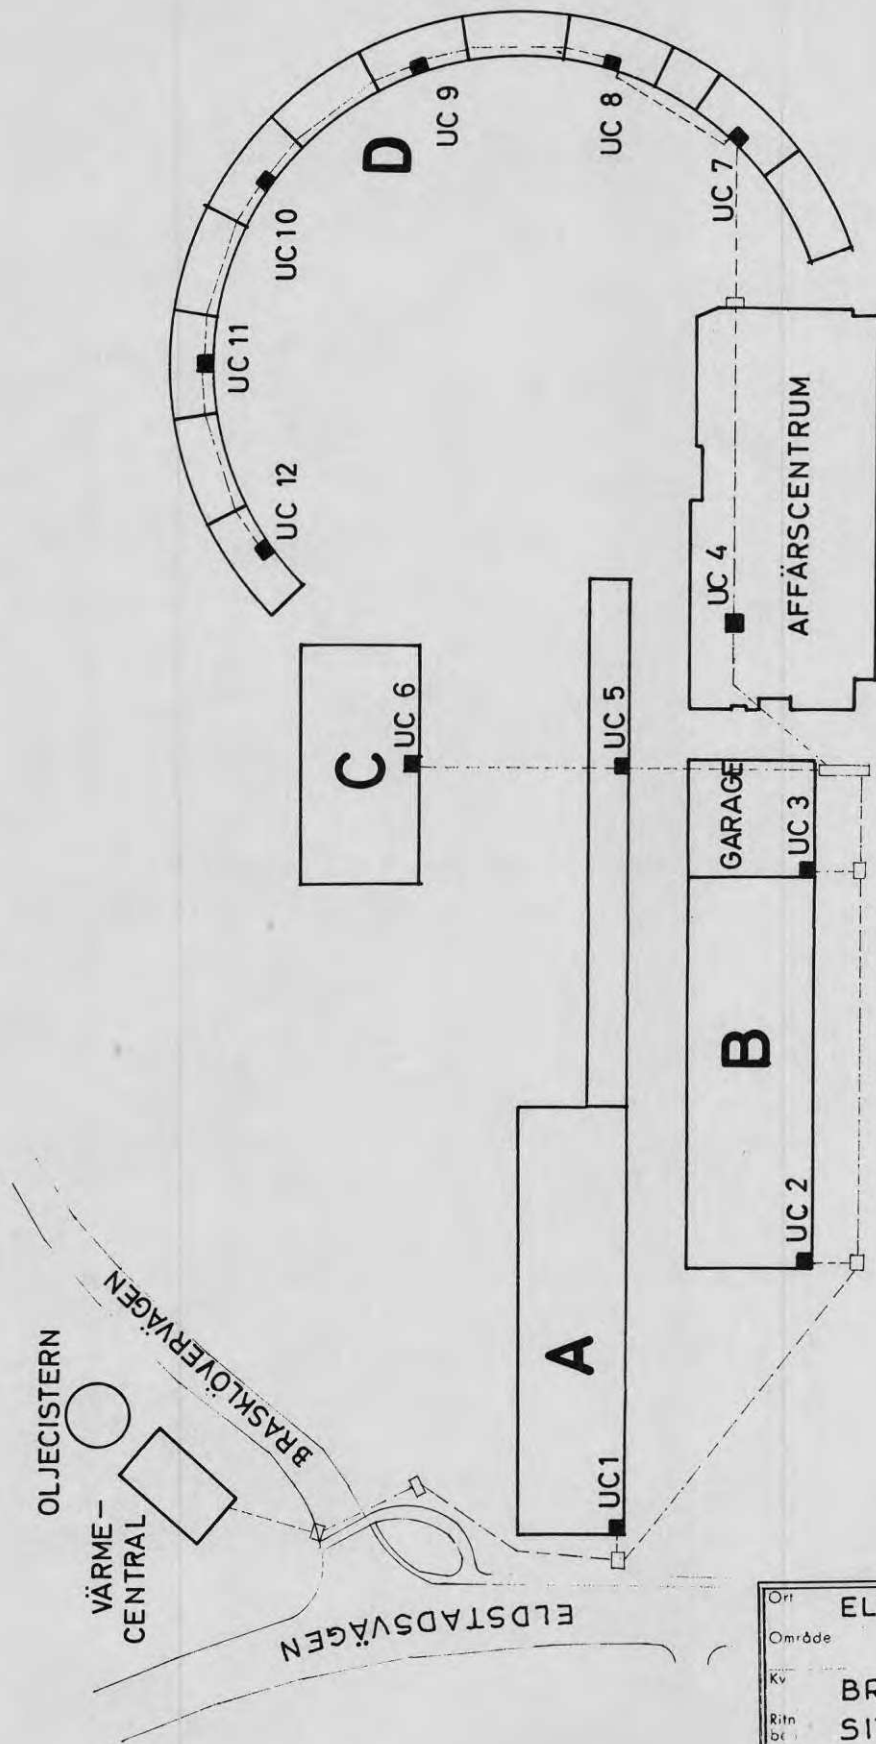 OLJECISTERN
VÄRME-
CENTRAL
BRASKLÖVERVÄGEN
ELDSTADSVÄGEN
A
UC1
B
UC 2
GARAGE
UC 3
C
UC 6
UC 5
UC 4
AFFÄRSCENTRUM
D
UC 7
UC 8
UC 9
UC 10
UC 11
UC 12
Ort EL
Område
Kv BR
Ritn